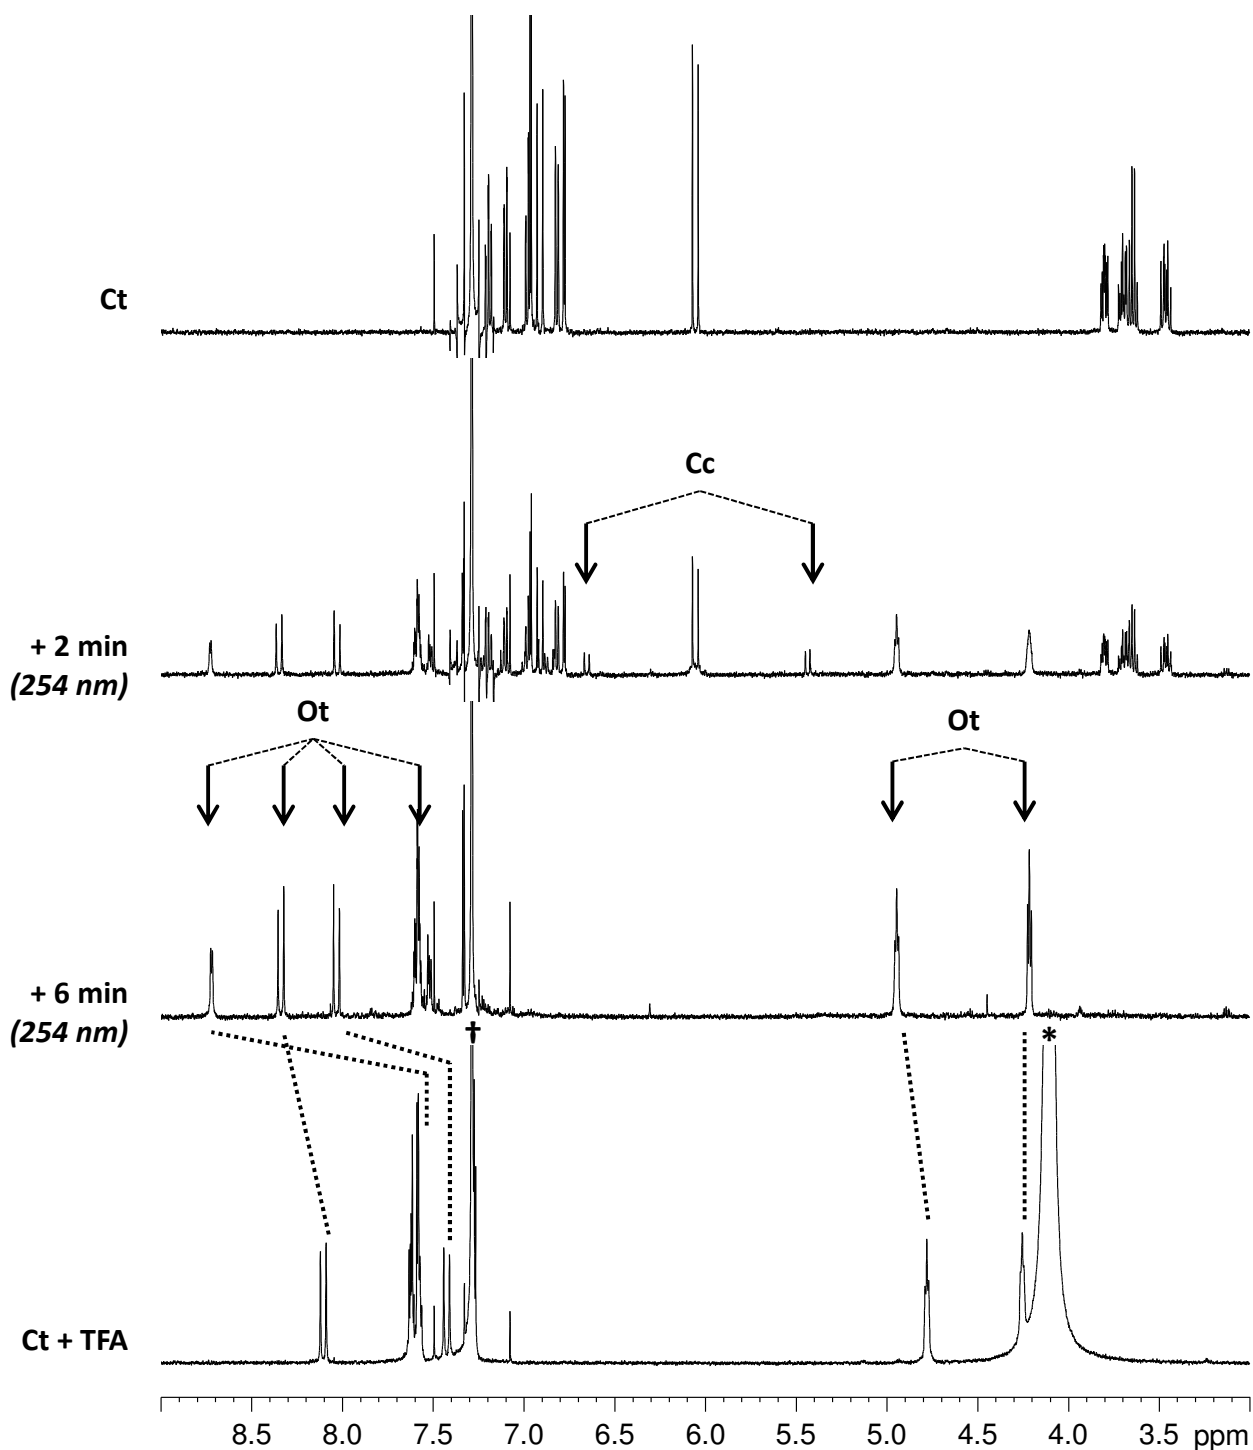 Ct
Cc
+ 2 min
(254 nm)
Ot
Ot
+ 6 min
(254 nm)
†
*
Ct + TFA
8.5 8.0 7.5 7.0 6.5 6.0 5.5 5.0 4.5 4.0 3.5 ppm